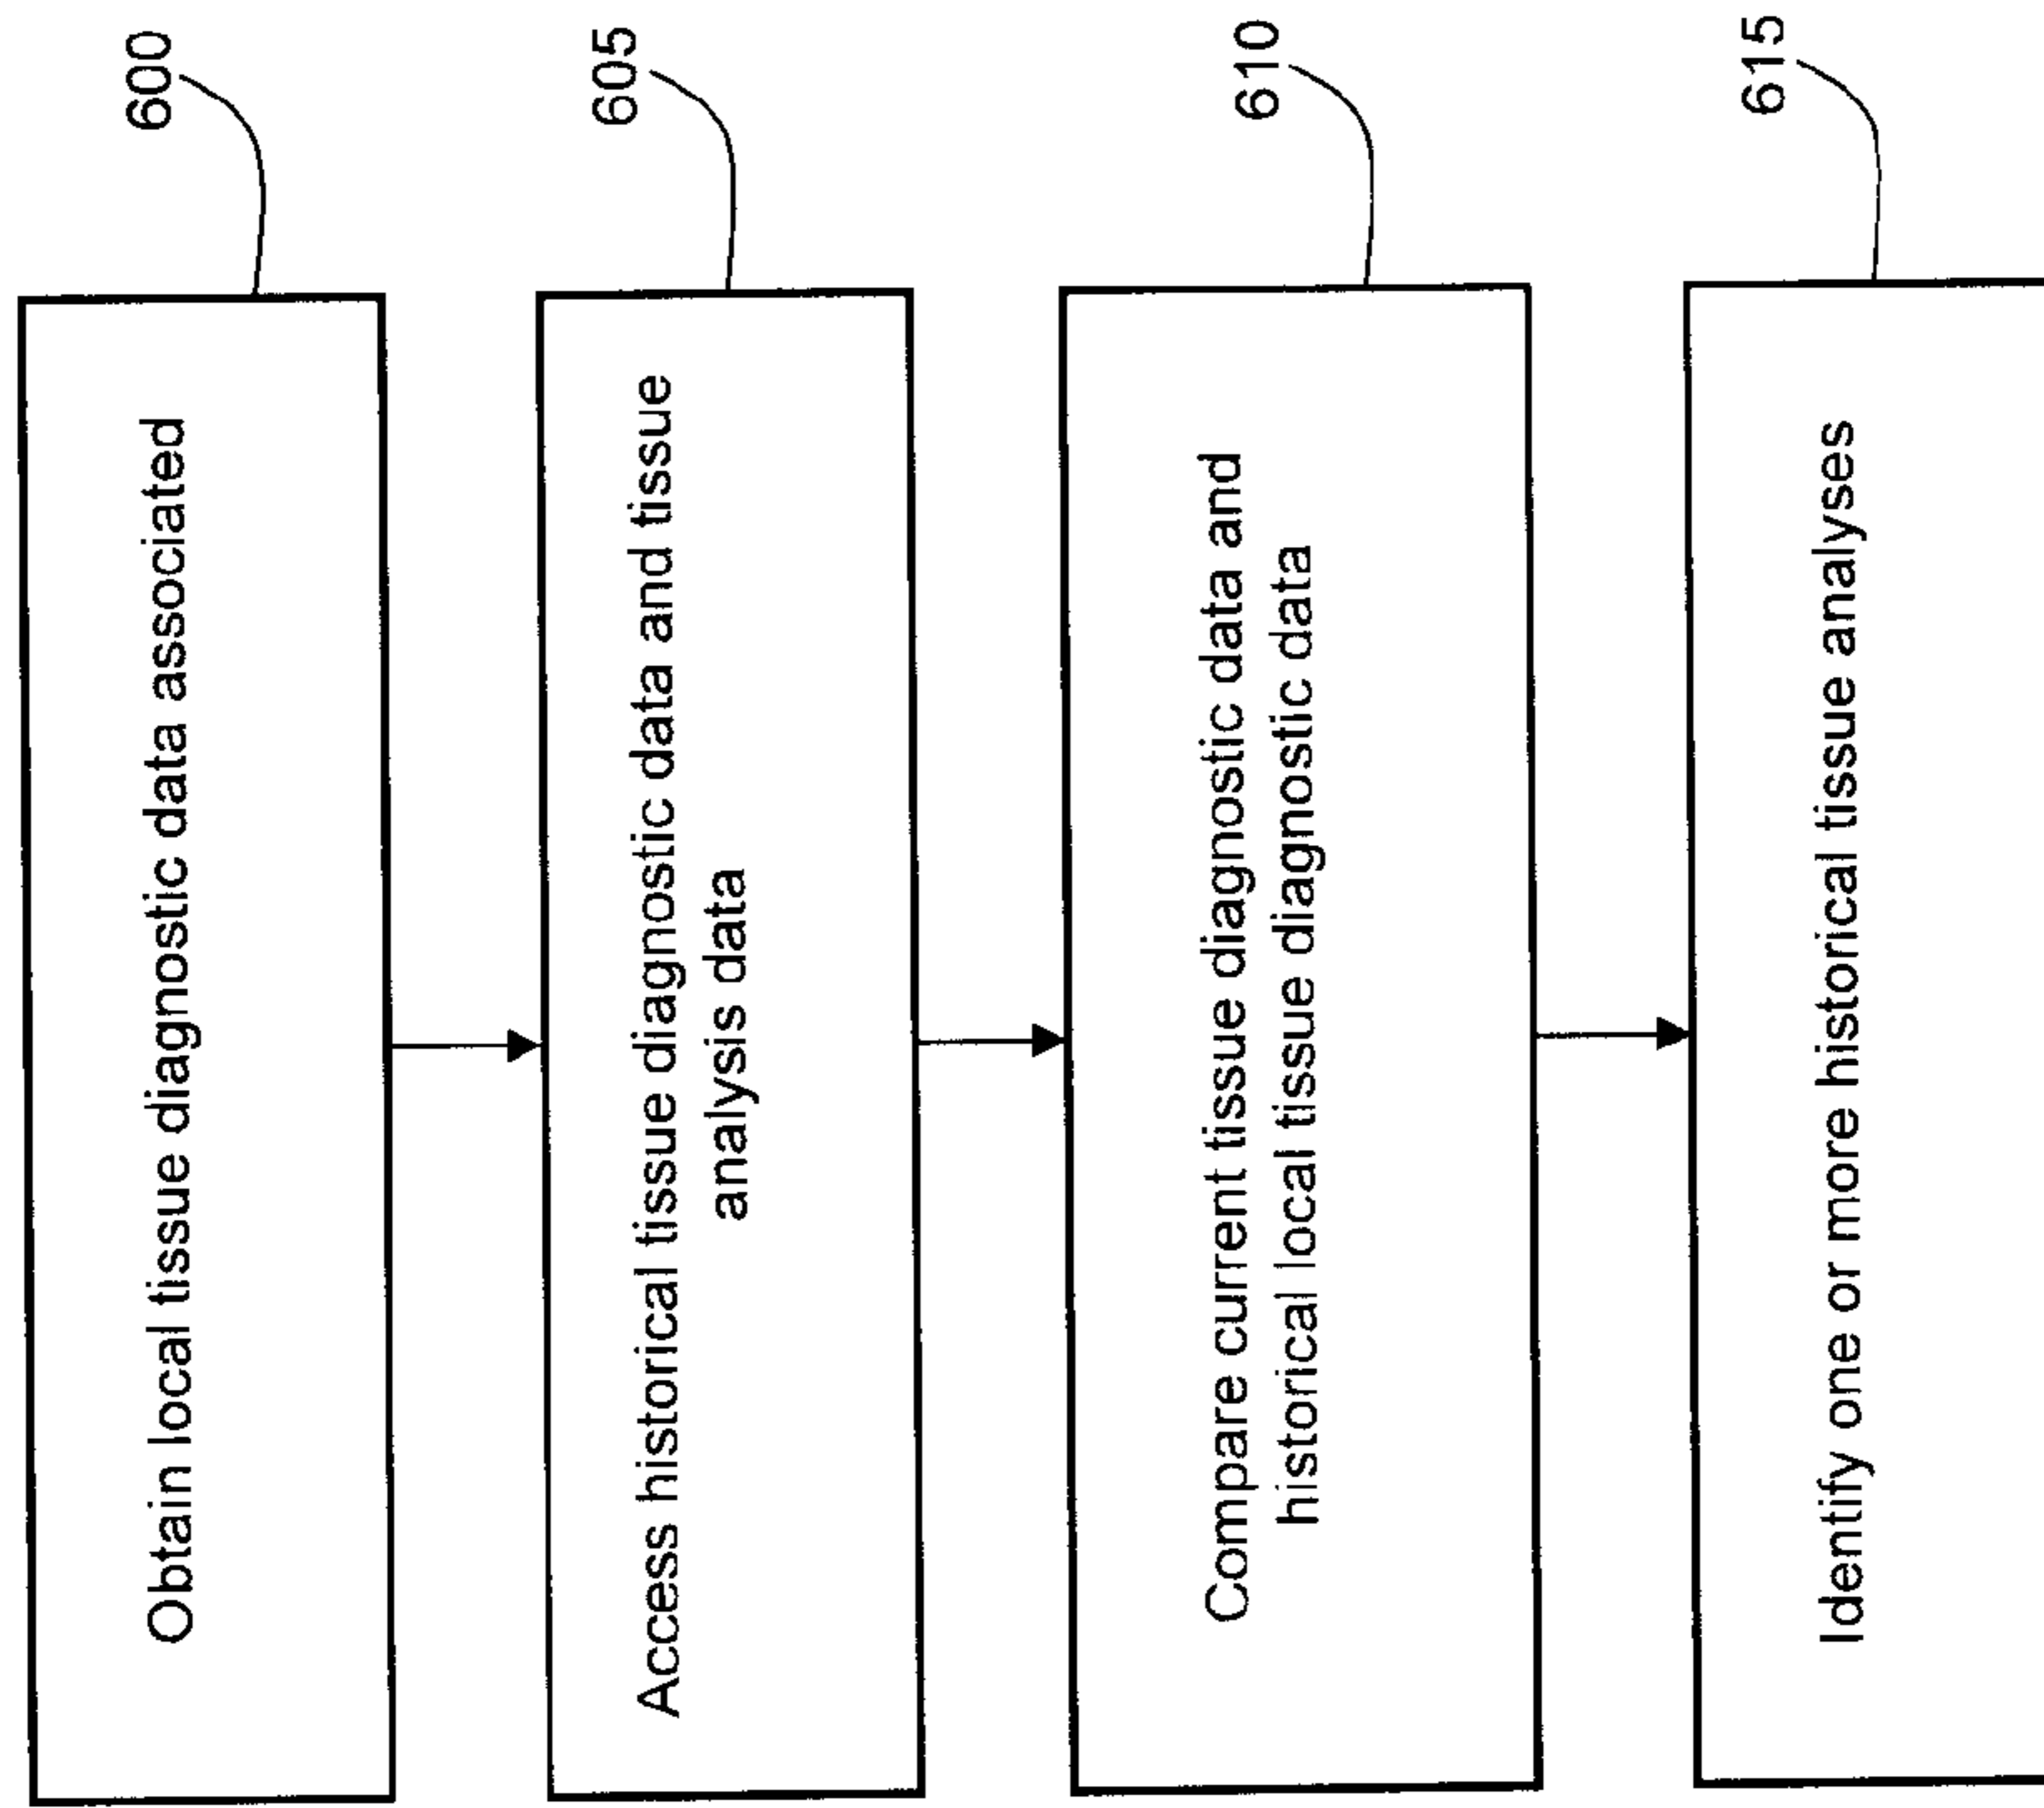 Obtain local tissue diagnostic data associated
600
Access historical tissue diagnostic data and tissue
analysis data
605
Compare current tissue diagnostic data and
historical local tissue diagnostic data
610
Identify one or more historical tissue analyses
615